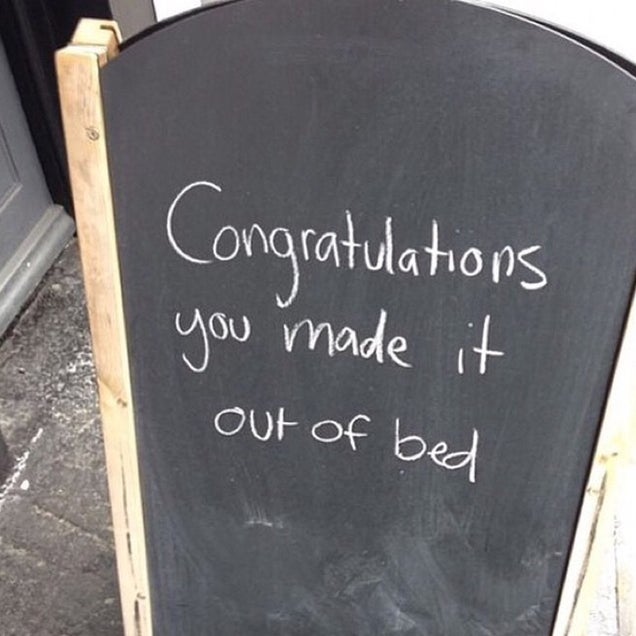 Congratulations
you made it
out of bed